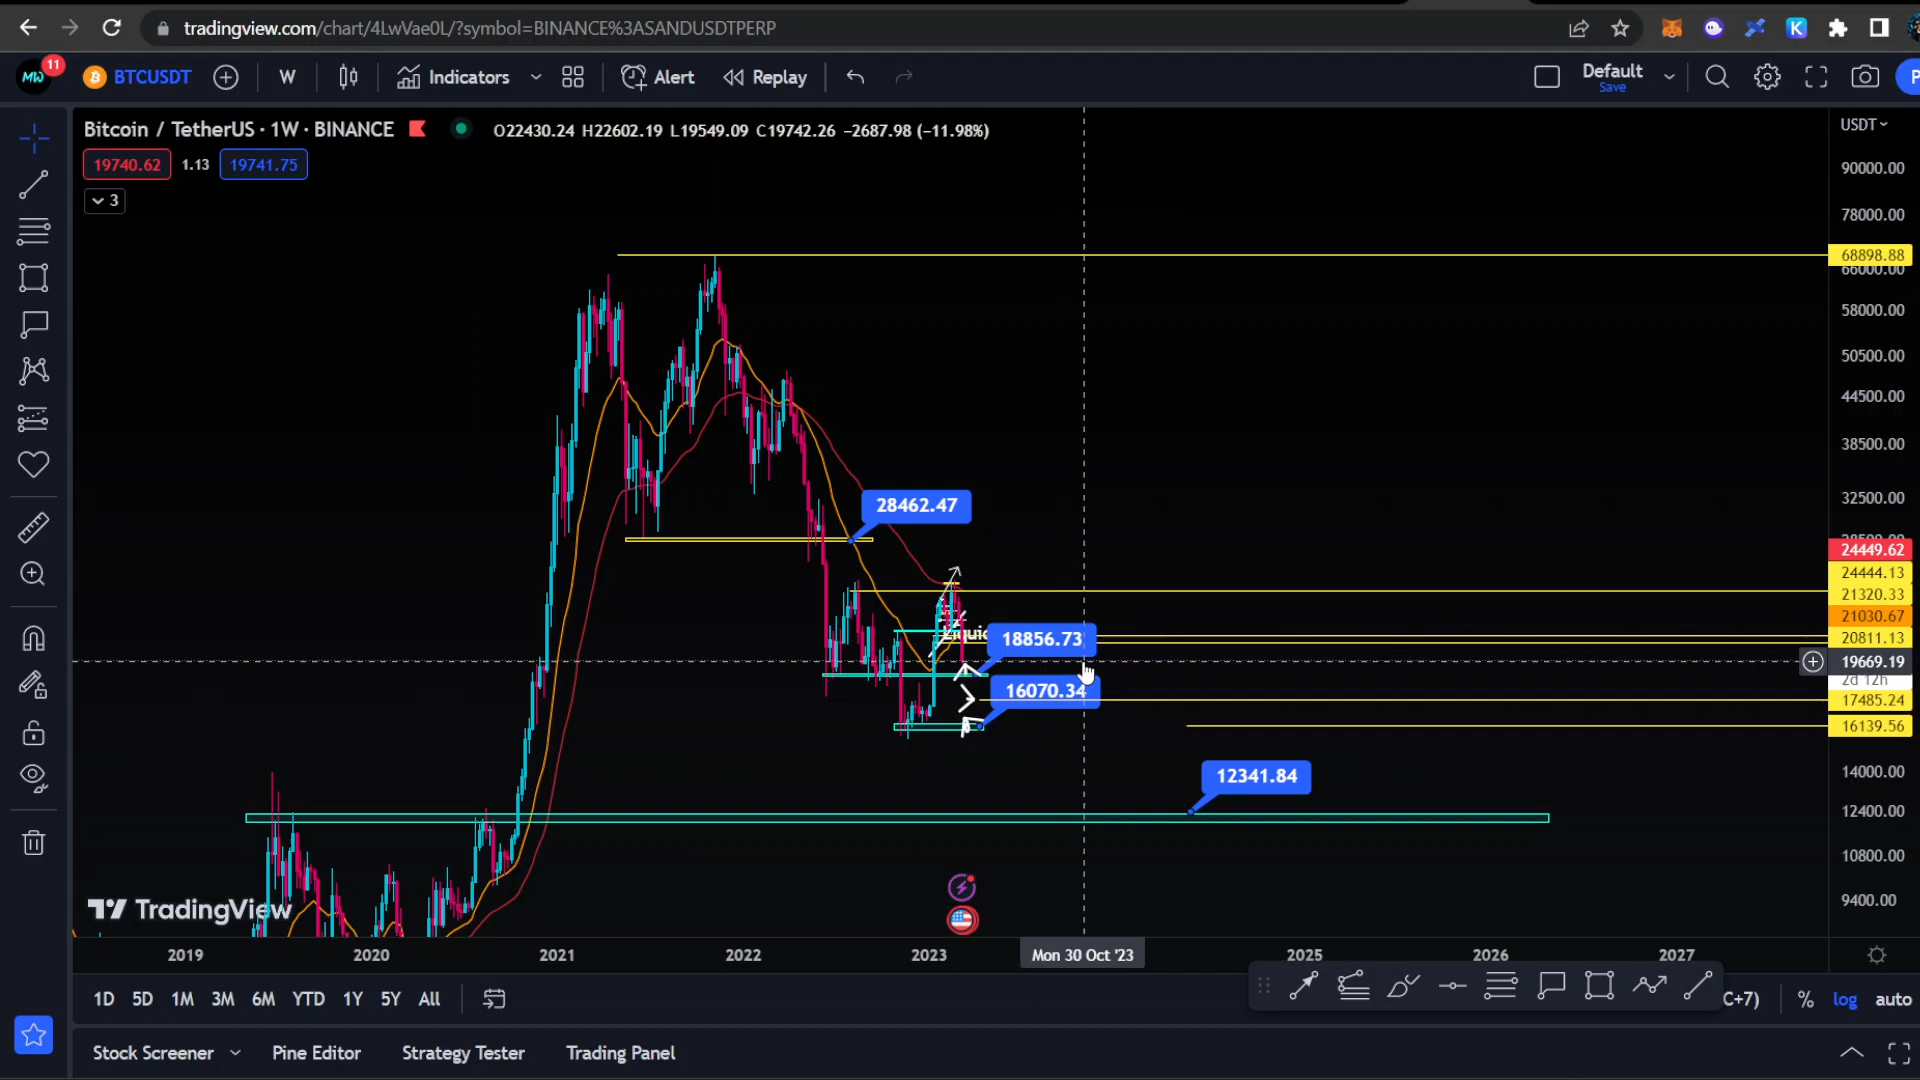 tradingview.com/chart/4LwVae0L/?symbol=BINANCE%3ASANDUSDTPERP
MW 11 BTCUSDT W Indicators Alert Replay Default
Save
Bitcoin / TetherUS · 1W · BINANCE O22430.24 H22602.19 L19549.09 C19742.26 −2687.98 (−11.98%)
19740.62 1.13 19741.75
3
USDT
90000.00
78000.00
68898.88
66000.00
58000.00
50500.00
44500.00
38500.00
32500.00
28462.47
24449.62
24444.13
21320.33
21030.67
20811.13
18856.73
19669.19
2d 12h
16070.34
17485.24
16139.56
12341.84
14000.00
12400.00
10800.00
9400.00
TradingView
2019 2020 2021 2022 2023 Mon 30 Oct '23 2025 2026 2027
1D 5D 1M 3M 6M YTD 1Y 5Y All C+7) % log auto
Stock Screener Pine Editor Strategy Tester Trading Panel